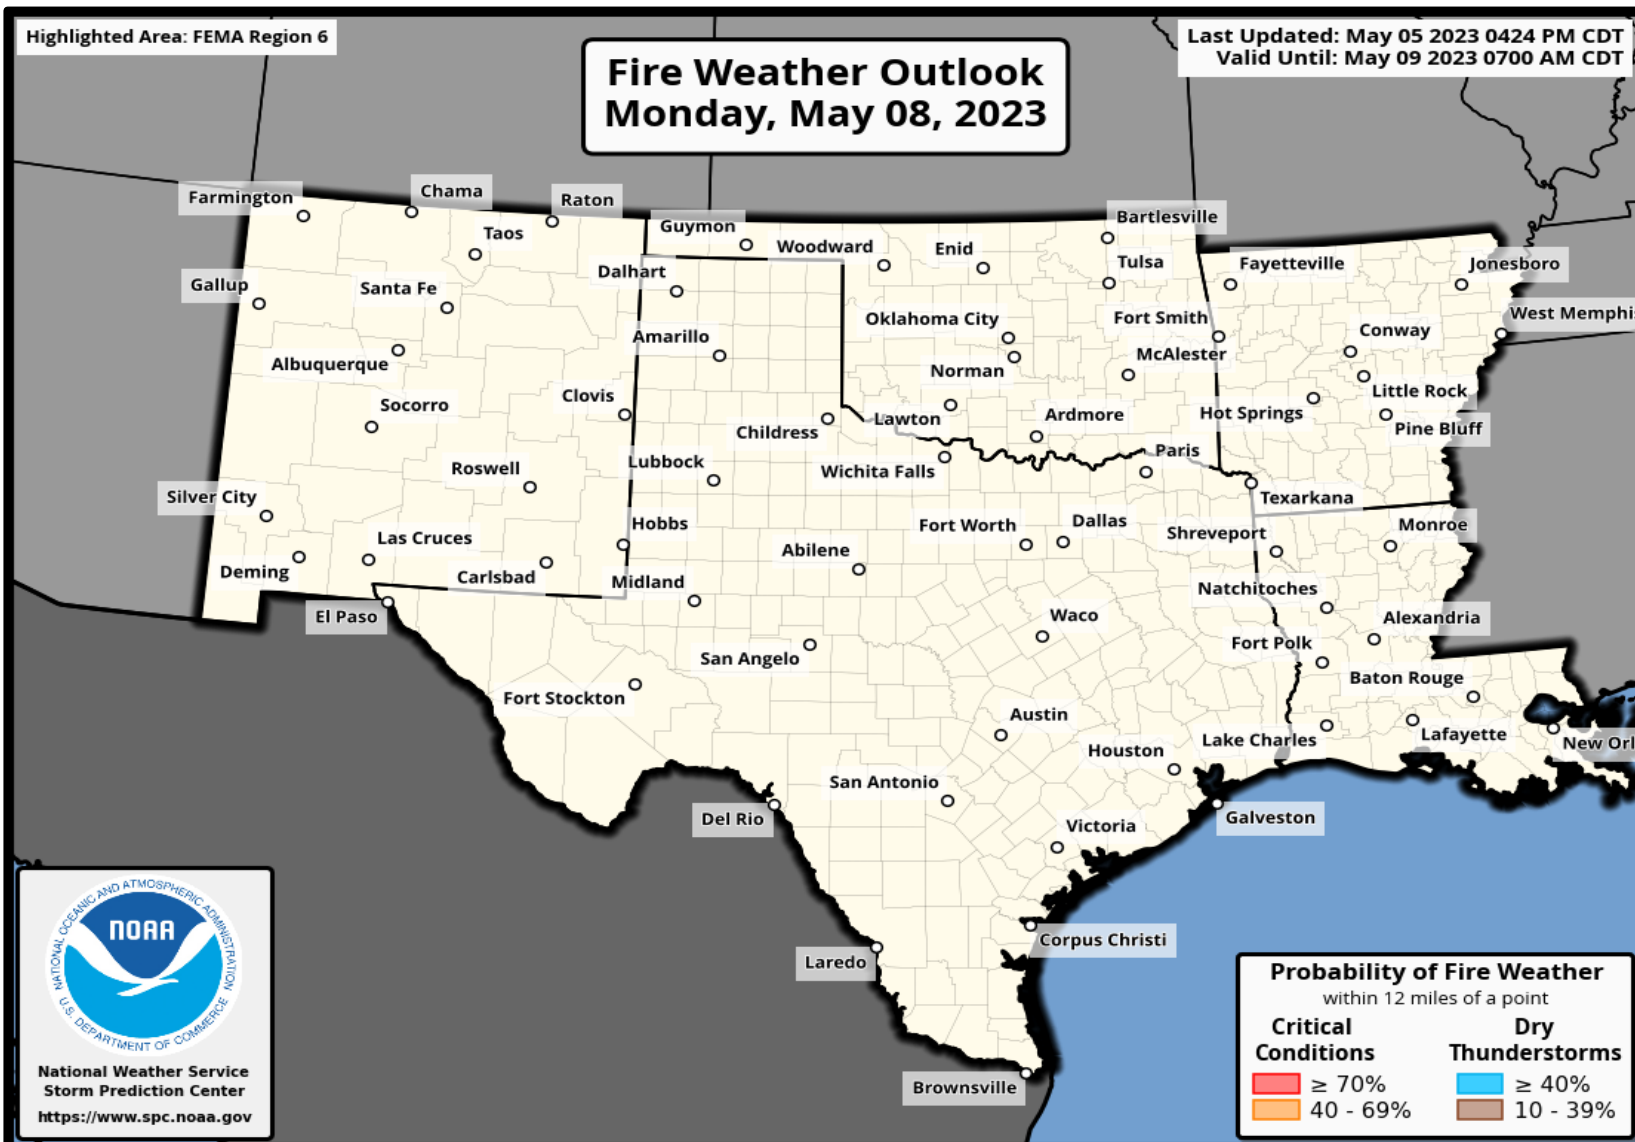 Highlighted Area: FEMA Region 6
Last Updated: May 05 2023 0424 PM CDT
Valid Until: May 09 2023 0700 AM CDT
Fire Weather Outlook
Monday, May 08, 2023
Farmington
Chama
Raton
Taos
Guymon
Woodward
Enid
Bartlesville
Tulsa
Fayetteville
Jonesboro
Gallup
Santa Fe
Dalhart
Oklahoma City
Fort Smith
West Memphis
Amarillo
Conway
Albuquerque
Norman
McAlester
Socorro
Clovis
Little Rock
Childress
Lawton
Ardmore
Hot Springs
Pine Bluff
Roswell
Lubbock
Wichita Falls
Paris
Silver City
Texarkana
Las Cruces
Hobbs
Abilene
Fort Worth
Dallas
Shreveport
Monroe
Deming
Carlsbad
Midland
Natchitoches
El Paso
Waco
Alexandria
San Angelo
Fort Polk
Fort Stockton
Baton Rouge
Austin
Houston
Lake Charles
Lafayette
New Orl
San Antonio
Del Rio
Victoria
Galveston
Corpus Christi
Laredo
Brownsville
NATIONAL OCEANIC AND ATMOSPHERIC ADMINISTRATION
NOAA
U.S. DEPARTMENT OF COMMERCE
National Weather Service
Storm Prediction Center
https://www.spc.noaa.gov
Probability of Fire Weather
within 12 miles of a point
Critical Conditions
≥ 70%
40 - 69%
Dry Thunderstorms
≥ 40%
10 - 39%